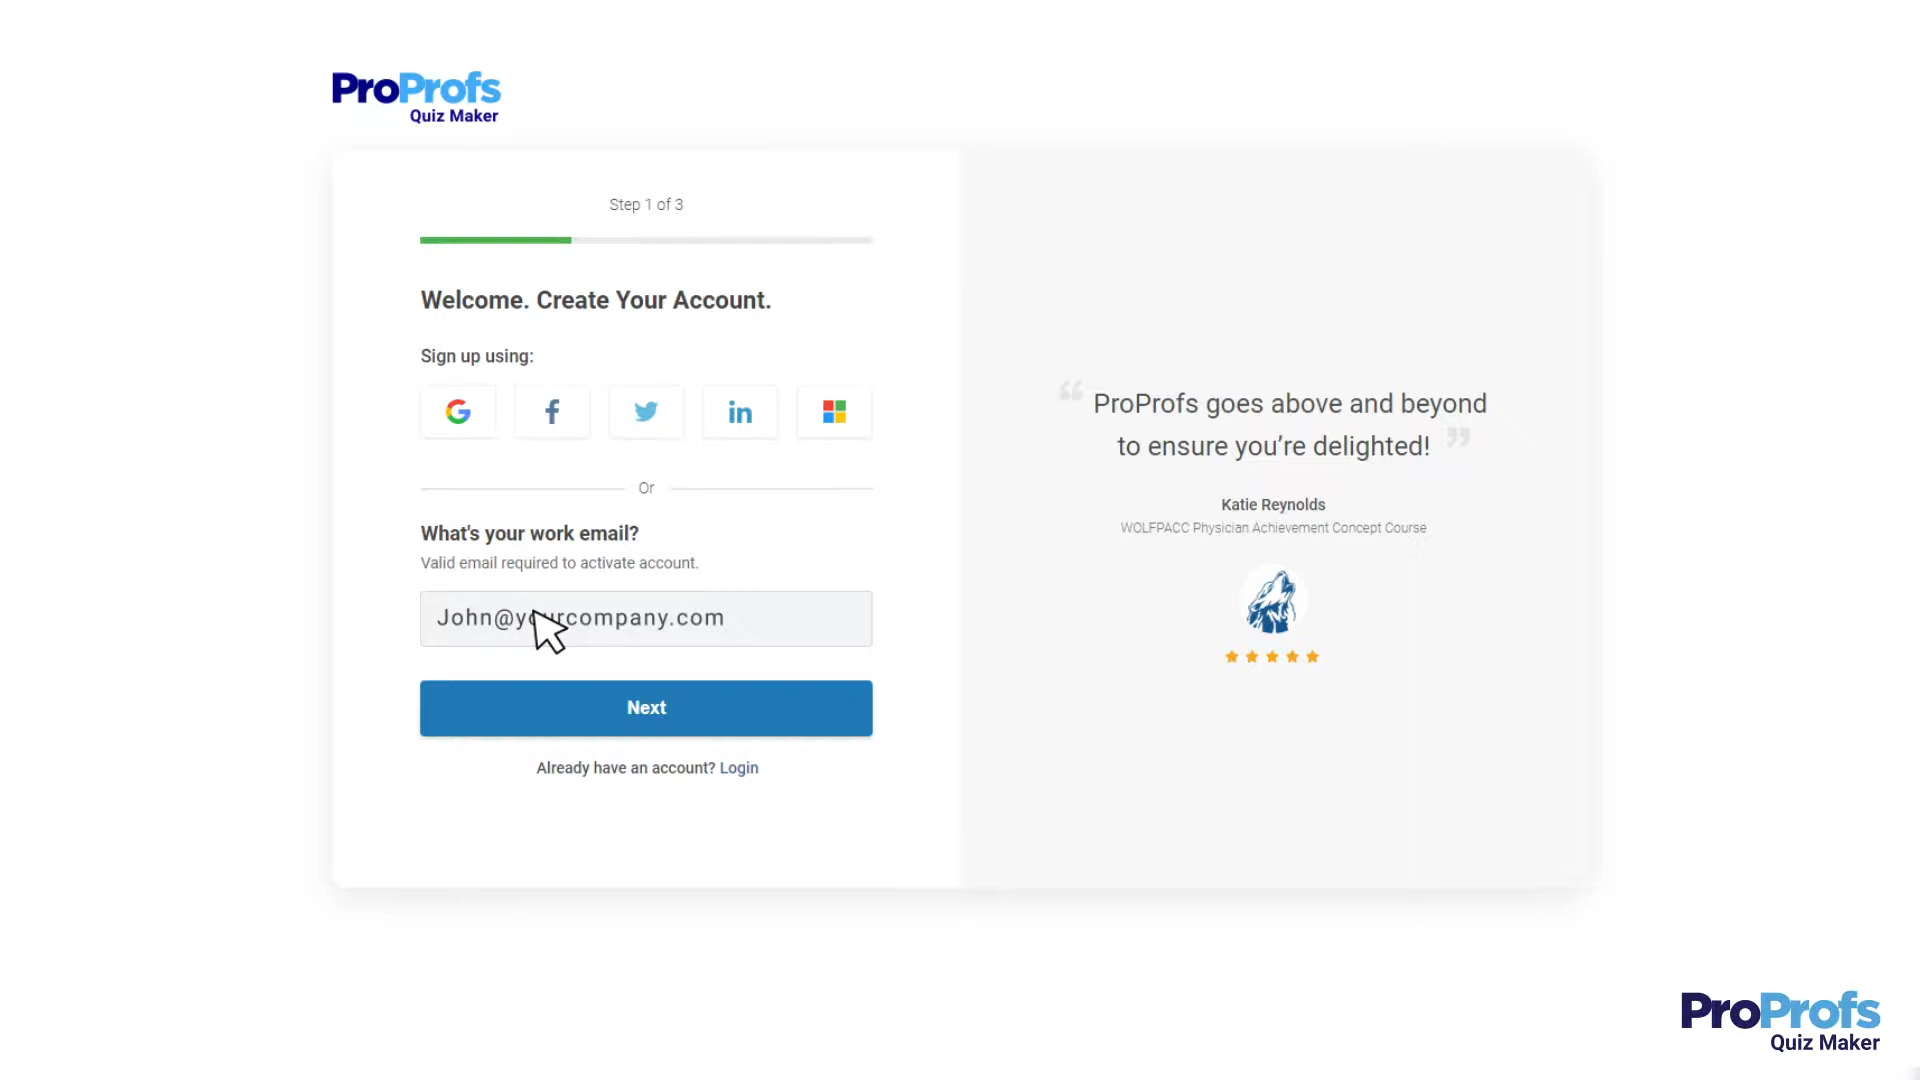 ProProfs
Quiz Maker
Step 1 of 3
Welcome. Create Your Account.
Sign up using:
Or
What's your work email?
Valid email required to activate account.
John@yourcompany.com
Next
Already have an account? Login
“ ProProfs goes above and beyond
to ensure you’re delighted! ”
Katie Reynolds
WOLFPACC Physician Achievement Concept Course
ProProfs
Quiz Maker